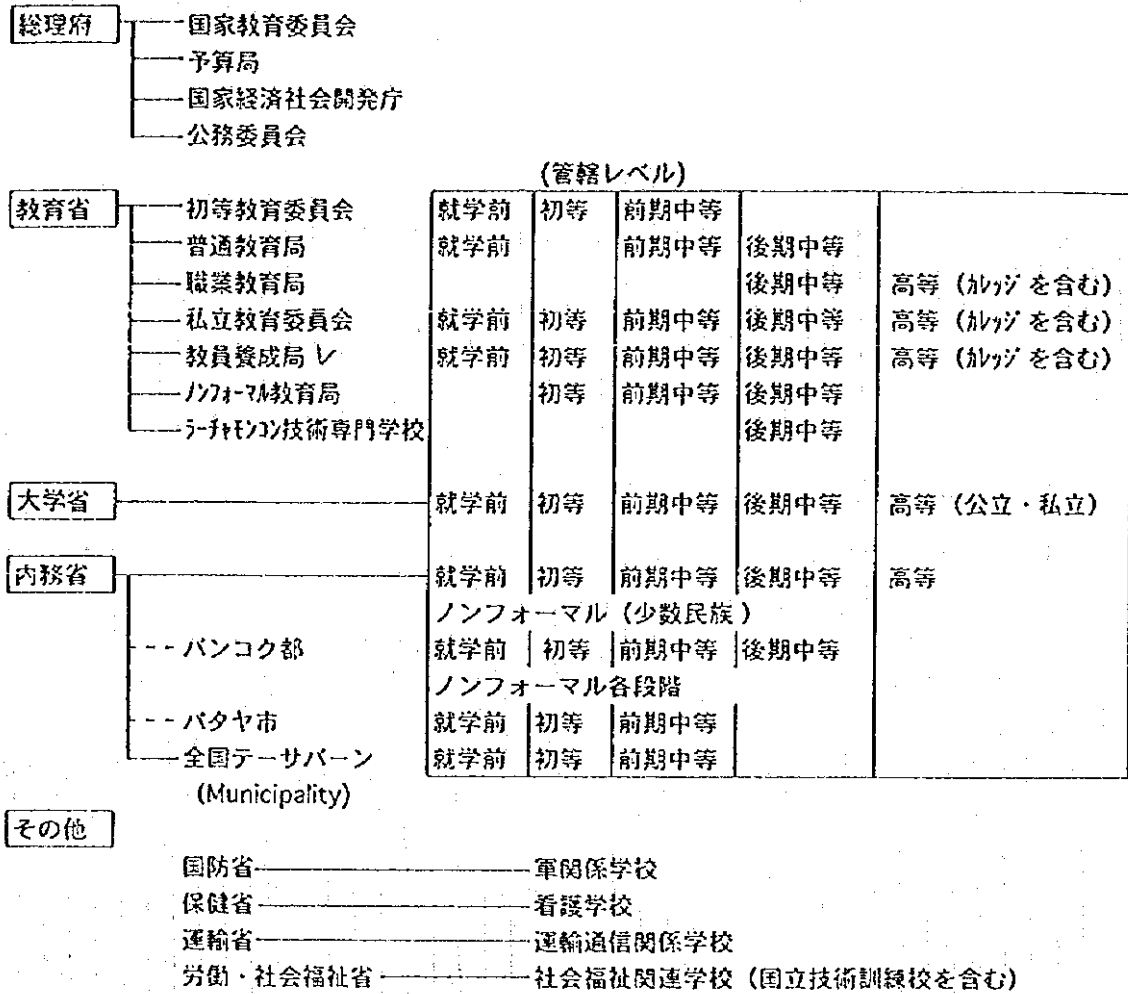 総理府 国家教育委員会
予算局
国家経済社会開発庁
公務委員会
(管轄レベル)
教育省 初等教育委員会 就学前 初等 前期中等
普通教育局 就学前 前期中等 後期中等
職業教育局 後期中等 高等 (カレッジを含む)
私立教育委員会 就学前 初等 前期中等 後期中等 高等 (カレッジを含む)
教員養成局 レ 就学前 初等 前期中等 後期中等 高等 (カレッジを含む)
ノンフォーマル教育局 初等 前期中等 後期中等
ラーチャモンコン技術専門学校 後期中等
大学省 就学前 初等 前期中等 後期中等 高等 (公立・私立)
内務省 就学前 初等 前期中等 後期中等 高等
ノンフォーマル (少数民族)
バンコク都 就学前 初等 前期中等 後期中等
ノンフォーマル各段階
パタヤ市 就学前 初等 前期中等
全国テーサバーン 就学前 初等 前期中等
(Municipality)
その他
国防省 軍関係学校
保健省 看護学校
運輸省 運輸通信関係学校
労働・社会福祉省 社会福祉関連学校 (国立技術訓練校を含む)